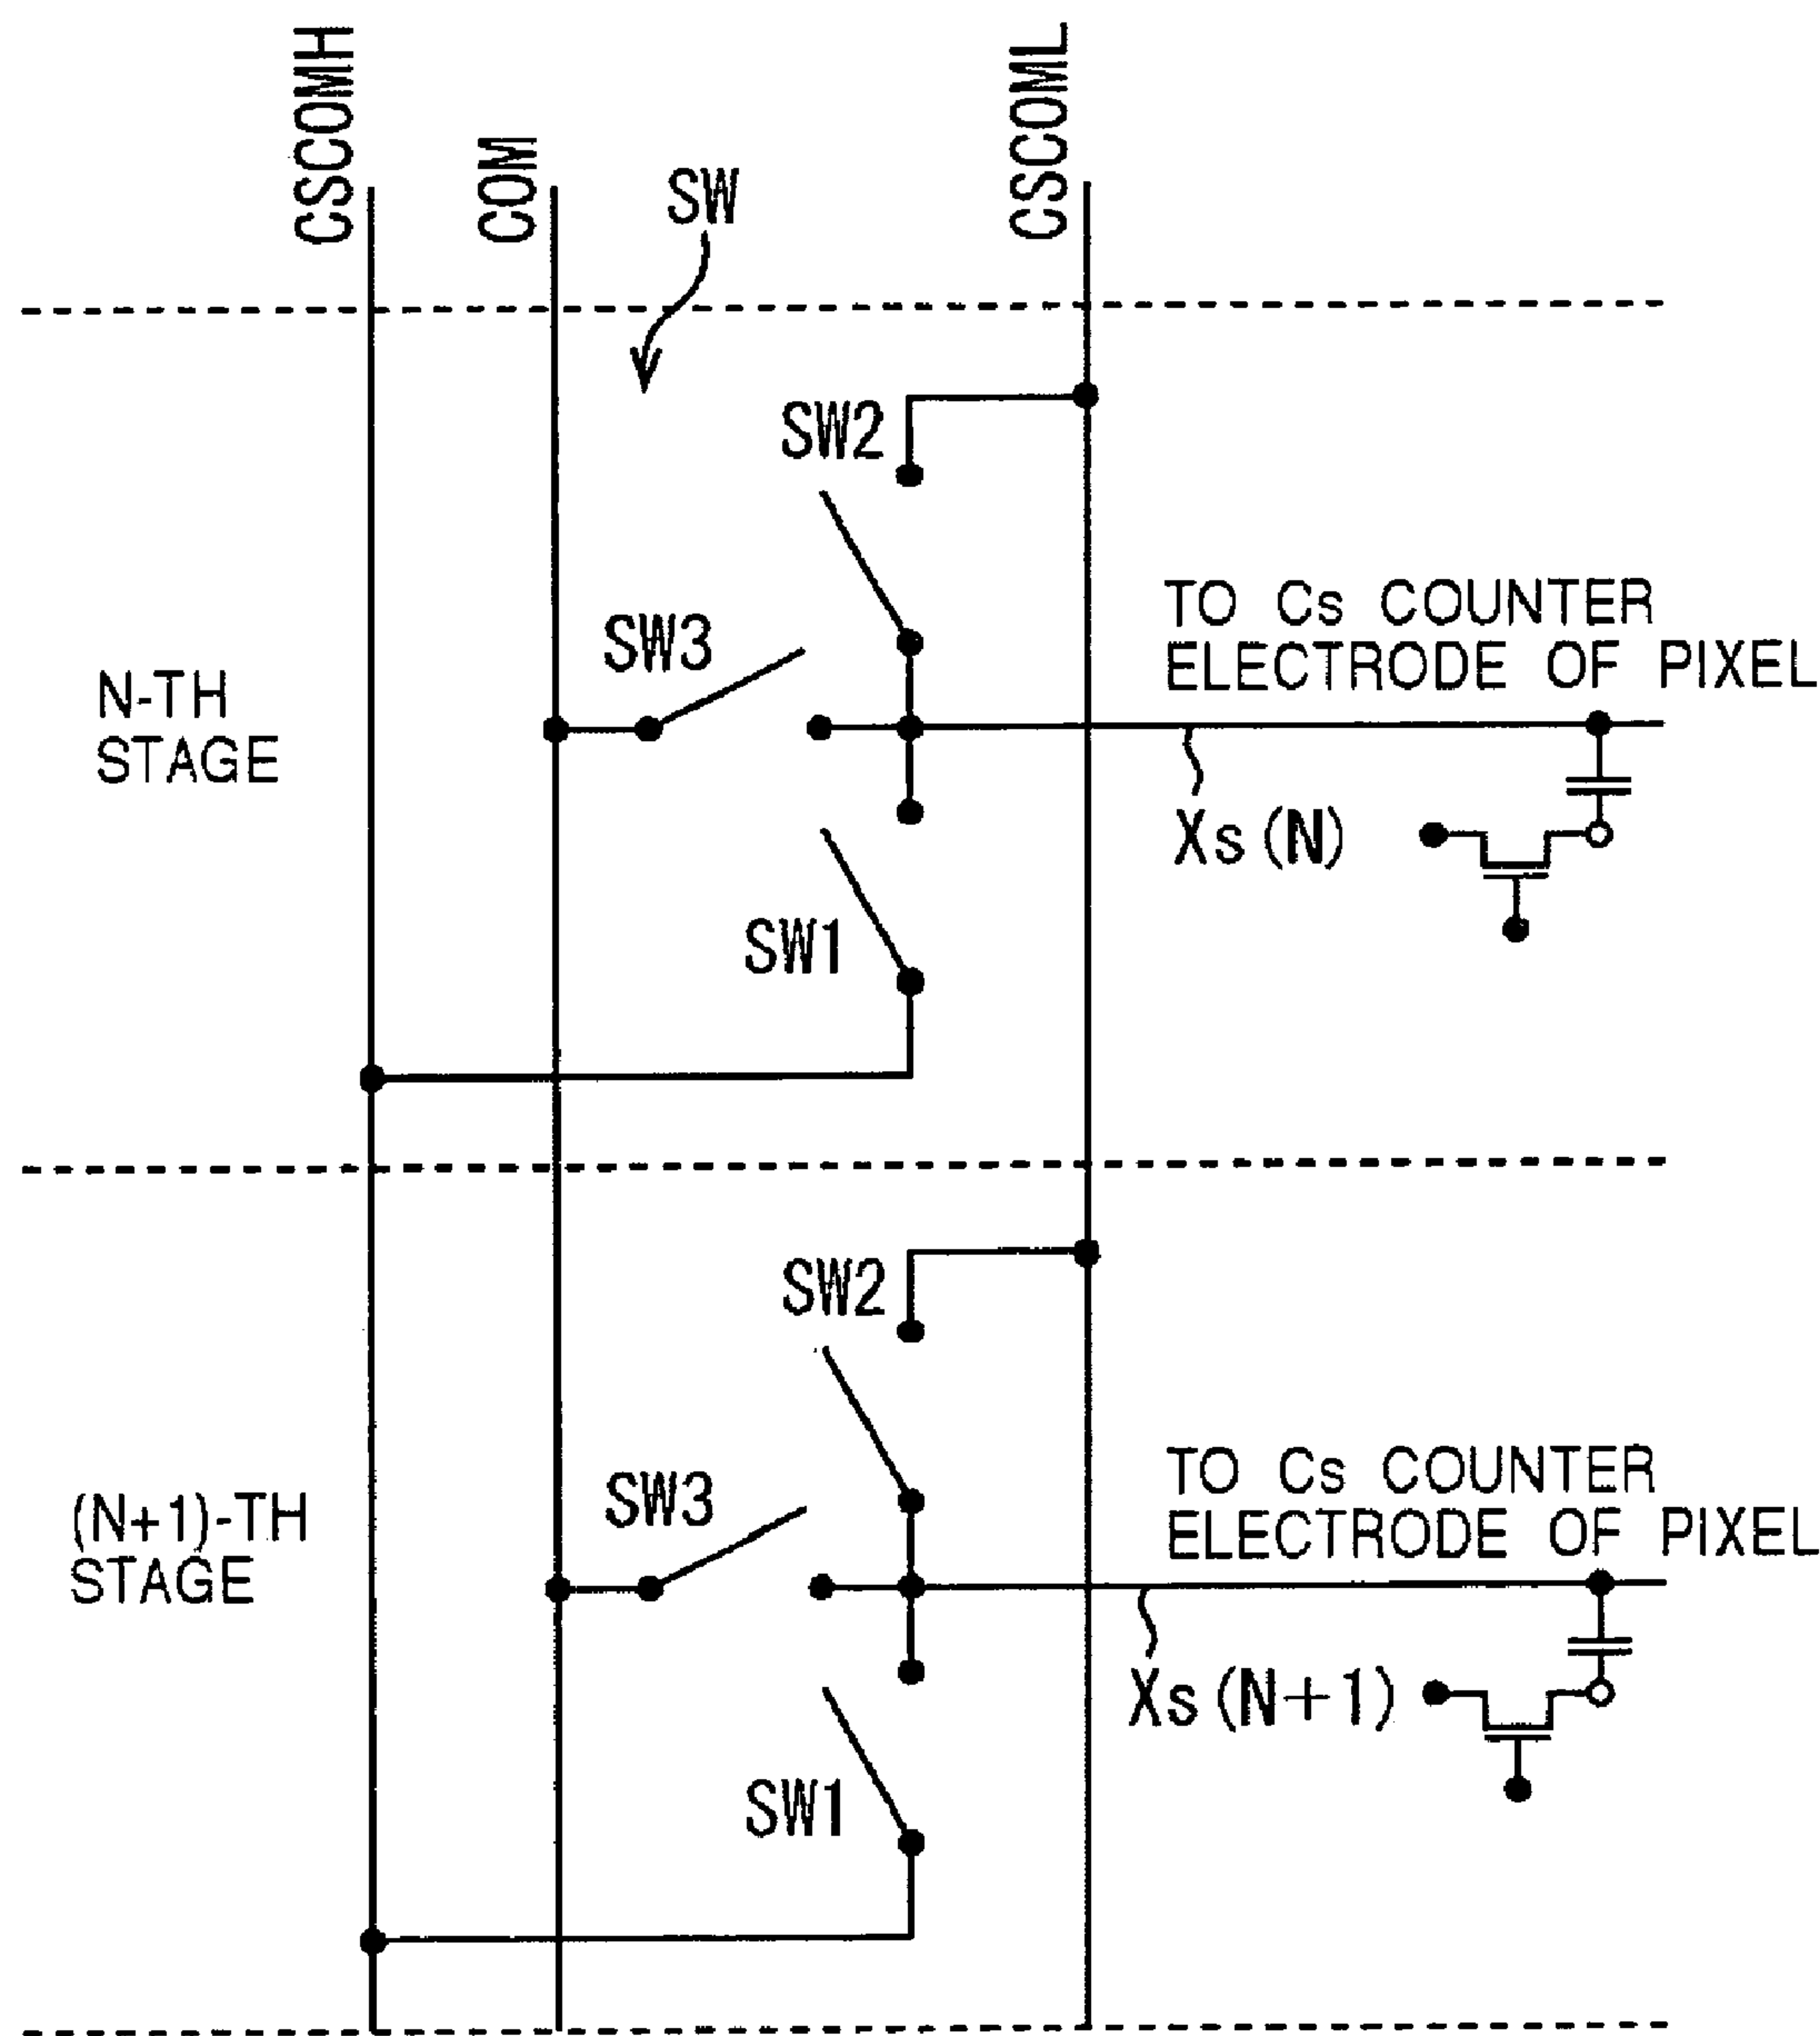 CSCOMH
COM
SW
CSCOML
SW2
TO Cs COUNTER
ELECTRODE OF PIXEL
SW3
N-TH
STAGE
Xs(N)
SW1
SW2
TO Cs COUNTER
ELECTRODE OF PIXEL
SW3
(N+1)-TH
STAGE
Xs(N+1)
SW1